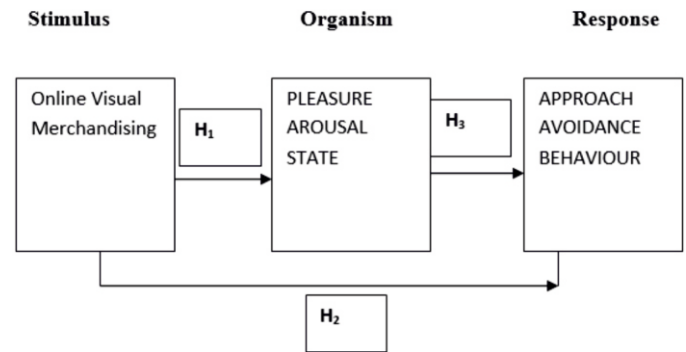 Stimulus
Organism
Response
Online Visual
Merchandising
H₁
PLEASURE
AROUSAL
STATE
H₃
APPROACH
AVOIDANCE
BEHAVIOUR
H₂